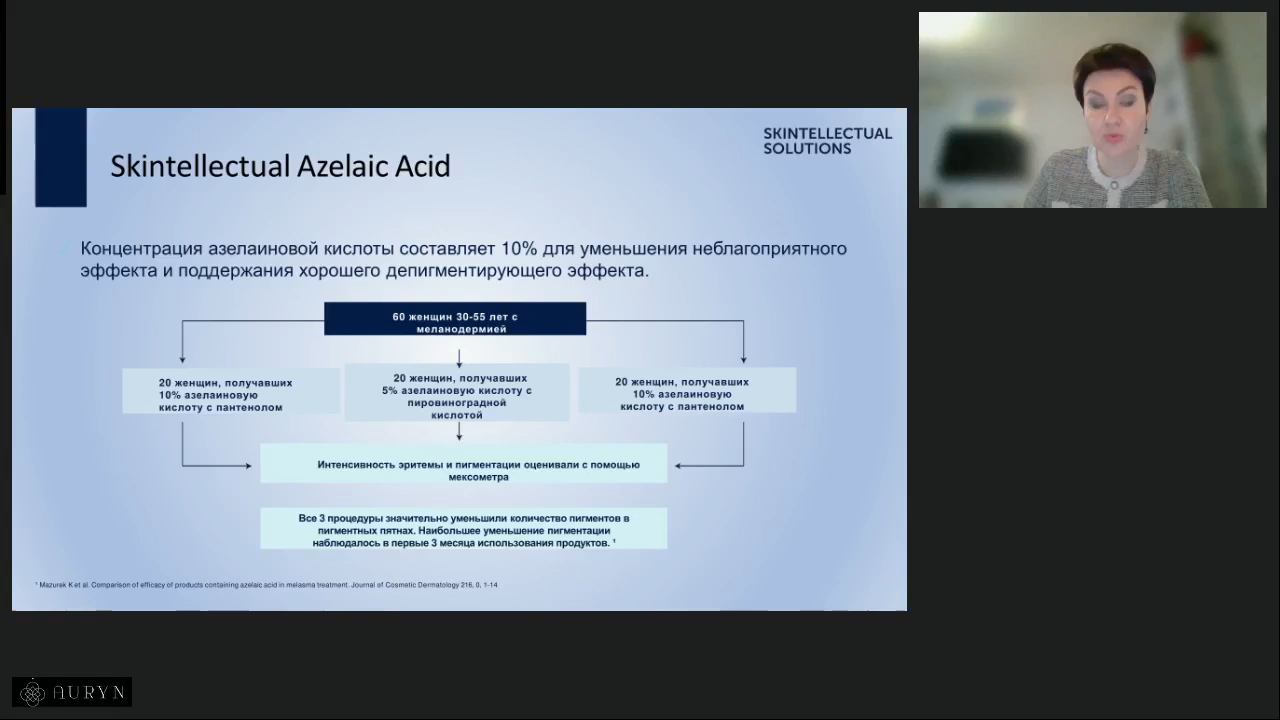 SKINTELLECTUAL
SOLUTIONS
Skintellectual Azelaic Acid
Концентрация азелаиновой кислоты составляет 10% для уменьшения неблагоприятного
эффекта и поддержания хорошего депигментирующего эффекта.
60 женщин 30-55 лет с
меланодермией
20 женщин, получавших
10% азелаиновую
кислоту с пантенолом
20 женщин, получавших
5% азелаиновую кислоту с
пировиноградной
кислотой
20 женщин, получавших
10% азелаиновую
кислоту с пантенолом
Интенсивность эритемы и пигментации оценивали с помощью
мексометра
Все 3 процедуры значительно уменьшили количество пигментов в
пигментных пятнах. Наибольшее уменьшение пигментации
наблюдалось в первые 3 месяца использования продуктов. ¹
¹ Mazurek K et al. Comparison of efficacy of products containing azelaic acid in melasma treatment. Journal of Cosmetic Dermatology 216, 0, 1-14
AURYN